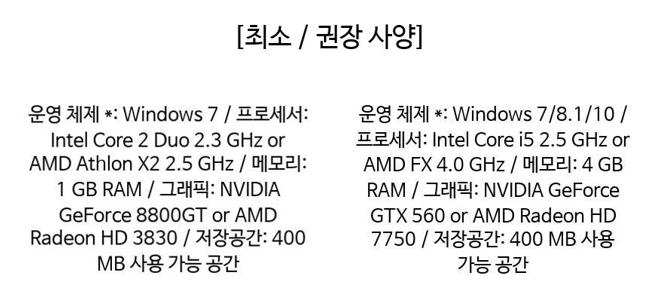 [최소 / 권장 사양]
운영 체제 *: Windows 7 / 프로세서:
Intel Core 2 Duo 2.3 GHz or
AMD Athlon X2 2.5 GHz / 메모리:
1 GB RAM / 그래픽: NVIDIA
GeForce 8800GT or AMD
Radeon HD 3830 / 저장공간: 400
MB 사용 가능 공간
운영 체제 *: Windows 7/8.1/10 /
프로세서: Intel Core i5 2.5 GHz or
AMD FX 4.0 GHz / 메모리: 4 GB
RAM / 그래픽: NVIDIA GeForce
GTX 560 or AMD Radeon HD
7750 / 저장공간: 400 MB 사용
가능 공간